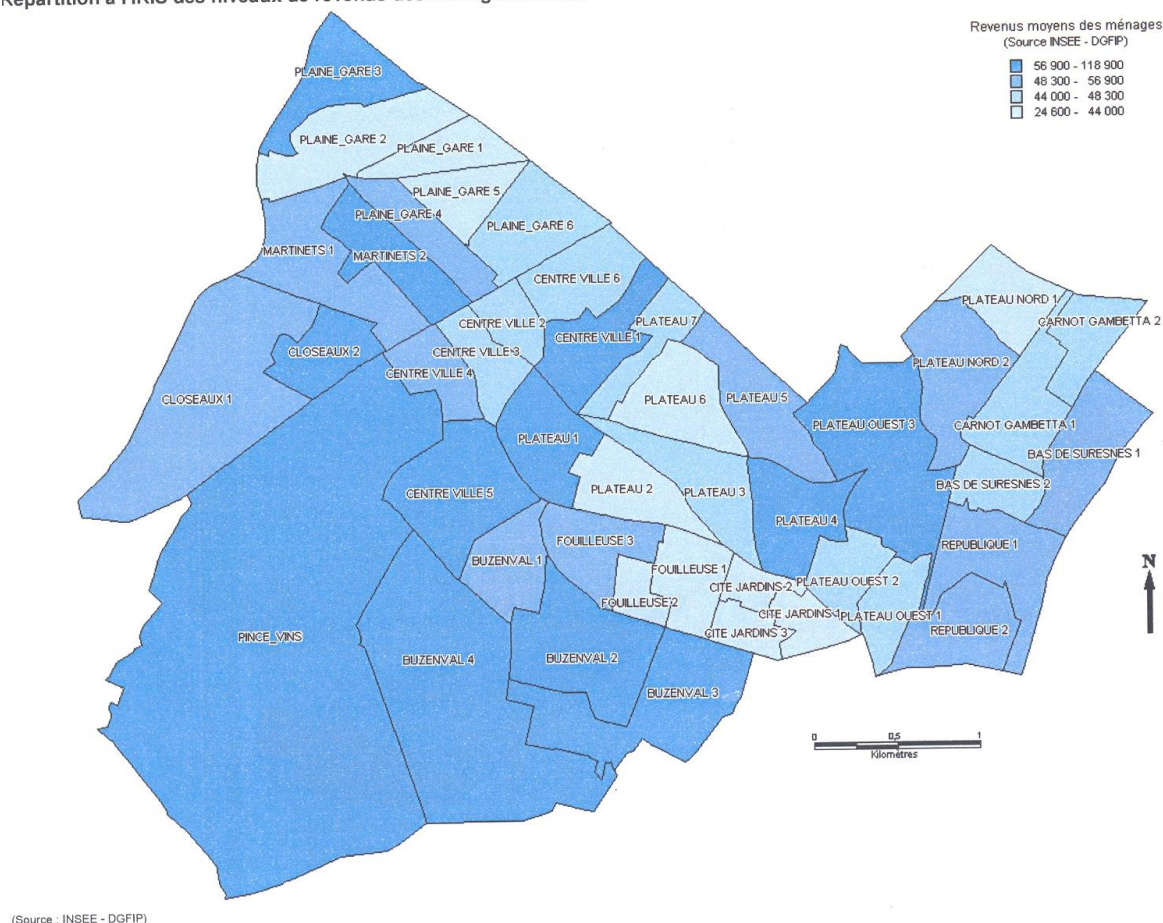 Revenus moyens des ménages
(Source INSEE - DGFIP)
56 900 - 118 900
48 300 - 56 900
44 000 - 48 300
24 600 - 44 000
PLAINE_GARE 3
PLAINE_GARE 2
PLAINE_GARE 1
PLAINE_GARE 5
PLAINE_GARE 4
PLAINE_GARE 6
MARTINETS 1
MARTINETS 2
CENTRE VILLE 6
PLATEAU NORD 1
CARNOT GAMBETTA 2
CENTRE VILLE 2
PLATEAU 7
CENTRE VILLE 1
CLOSEAUX 2
CENTRE VILLE 3
PLATEAU NORD 2
CENTRE VILLE 4
CLOSEAUX 1
PLATEAU 6
PLATEAU 5
PLATEAU OUEST 3
CARNOT GAMBETTA 1
PLATEAU 1
BAS DE SURESNES 1
BAS DE SURESNES 2
CENTRE VILLE 5
PLATEAU 2
PLATEAU 3
PLATEAU 4
FOUILLEUSE 3
REPUBLIQUE 1
BUZENVAL 1
FOUILLEUSE 1
CITE JARDINS 2
PLATEAU OUEST 2
N
FOUILLEUSE 2
CITE JARDINS 1
PLATEAU OUEST 1
CITE JARDINS 3
REPUBLIQUE 2
PINCE_VINS
BUZENVAL 4
BUZENVAL 2
BUZENVAL 3
0 0,5 1
Kilomètres
(Source : INSEE - DGFIP)